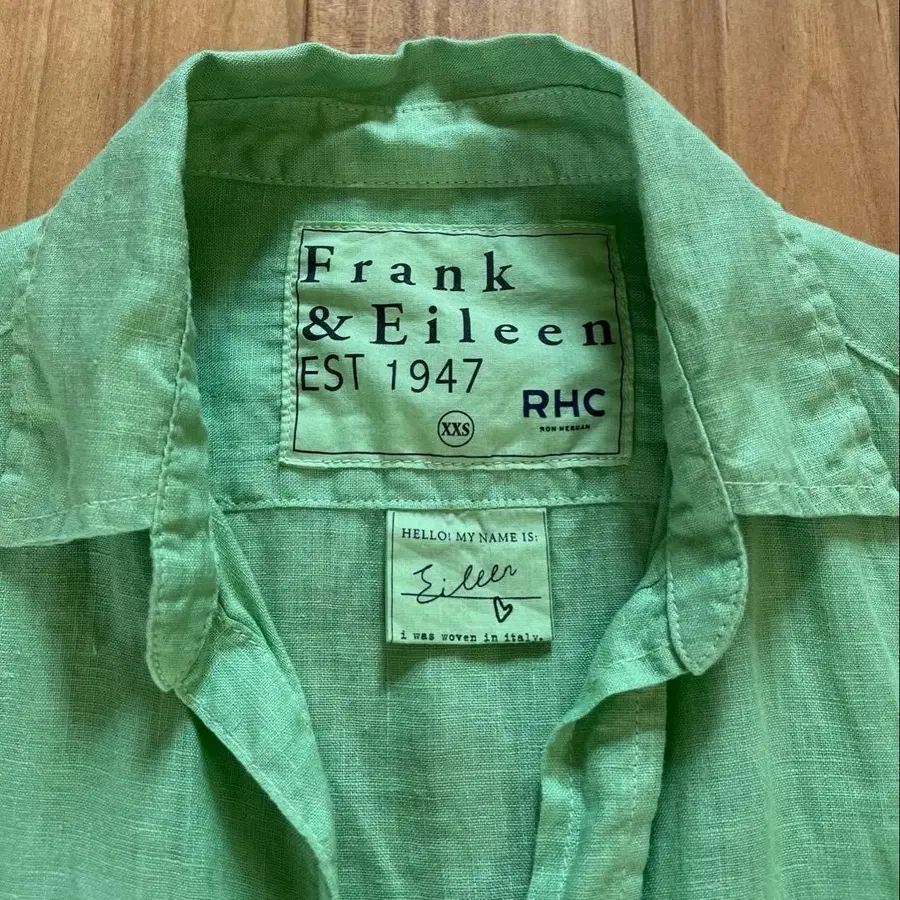 Frank
& Eileen
EST 1947
RHC
RON HERMAN
XXS
HELLO! MY NAME IS:
Eileen
i was woven in italy.